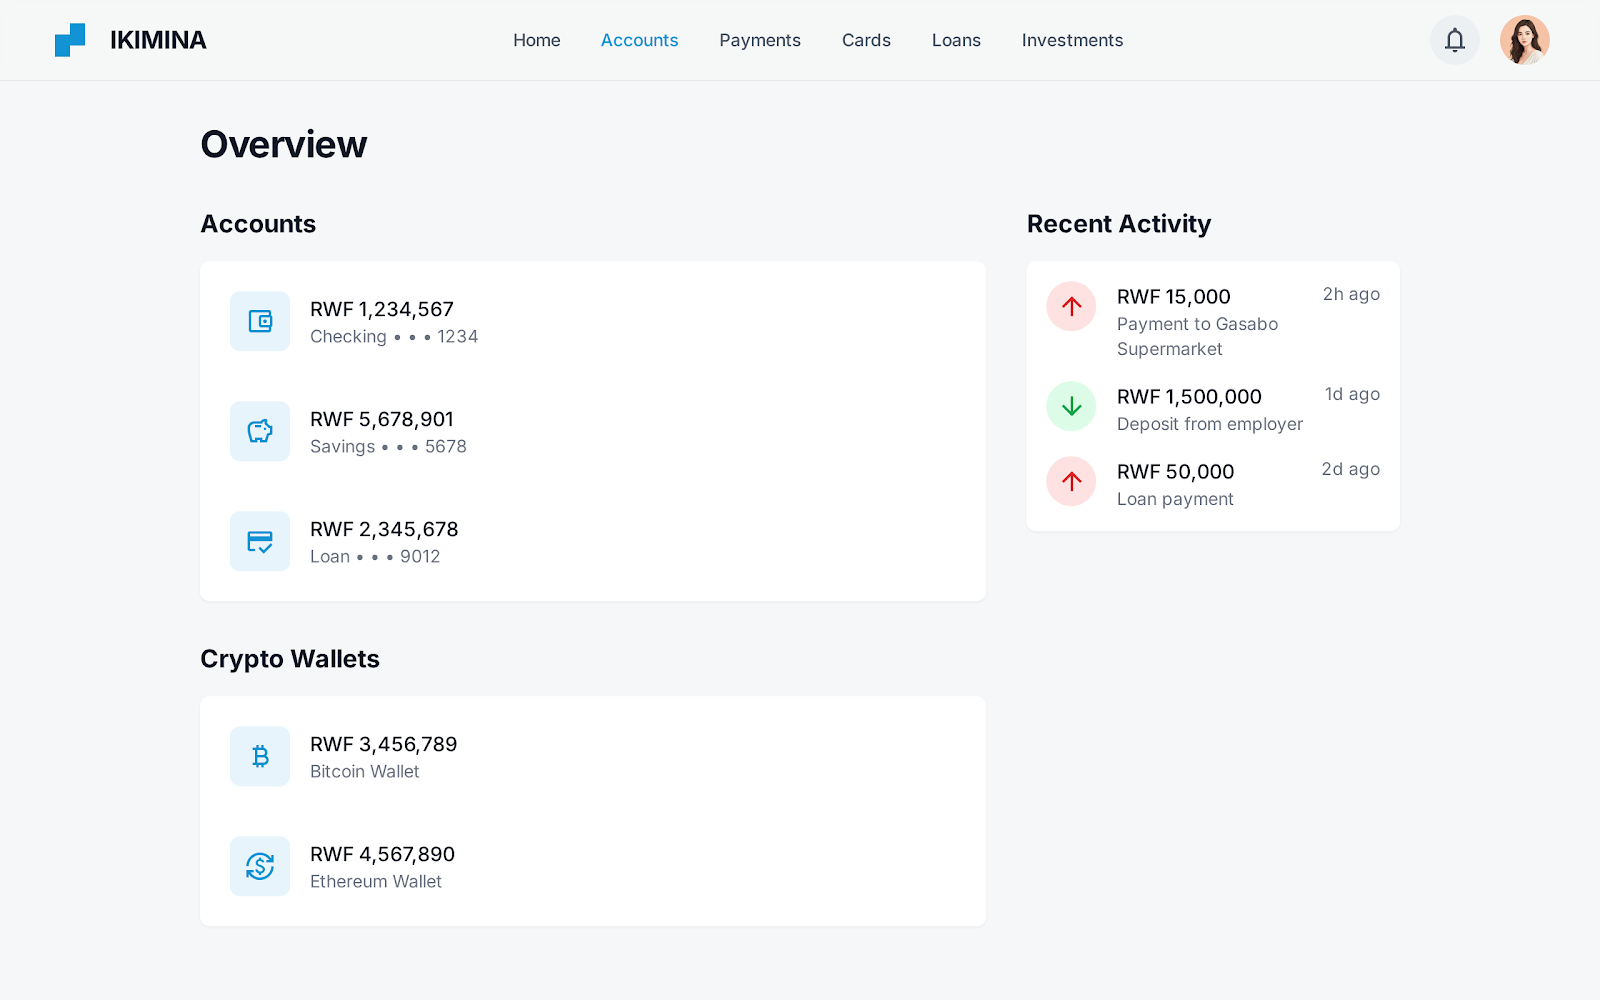 IKIMINA
Home
Accounts
Payments
Cards
Loans
Investments
Overview
Accounts
RWF 1,234,567
Checking • • • 1234
RWF 5,678,901
Savings • • • 5678
RWF 2,345,678
Loan • • • 9012
Crypto Wallets
RWF 3,456,789
Bitcoin Wallet
RWF 4,567,890
Ethereum Wallet
Recent Activity
RWF 15,000
2h ago
Payment to Gasabo
Supermarket
RWF 1,500,000
1d ago
Deposit from employer
RWF 50,000
2d ago
Loan payment